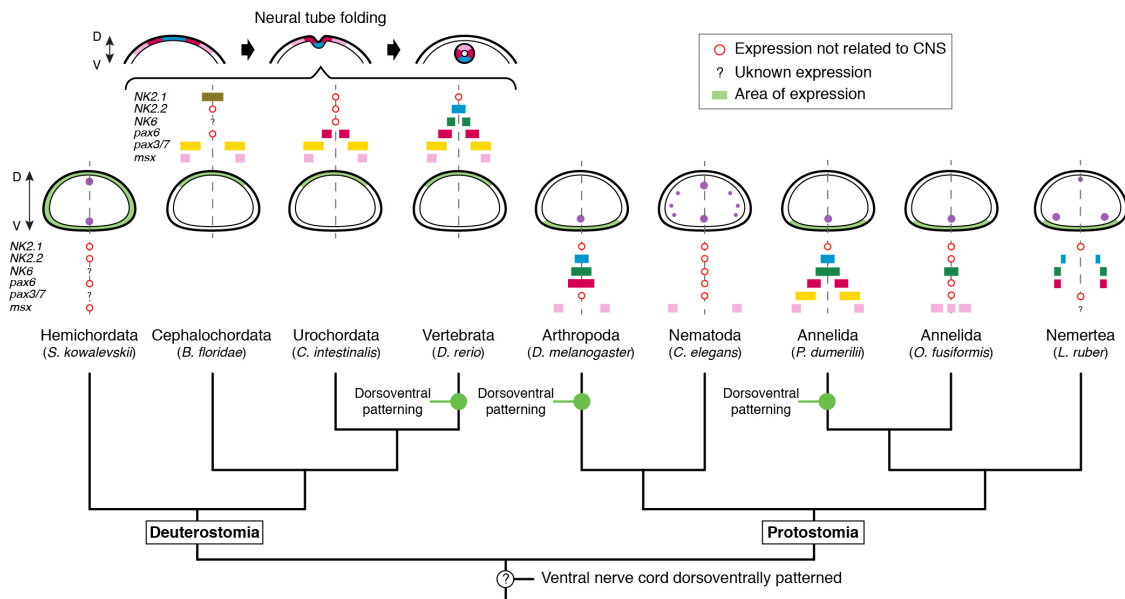 Neural tube folding
D
V
Expression not related to CNS
? Uknown expression
Area of expression
NK2.1
NK2.2
NK6 ?
pax6
pax3/7
msx
D
V
NK2.1
NK2.2
NK6 ?
pax6
pax3/7 ?
msx ?
Hemichordata Cephalochordata Urochordata Vertebrata Arthropoda Nematoda Annelida Annelida Nemertea
(S. kowalevskii) (B. floridae) (C. intestinalis) (D. rerio) (D. melanogaster) (C. elegans) (P. dumerilii) (O. fusiformis) (L. ruber)
Dorsoventral Dorsoventral Dorsoventral
patterning patterning patterning
Deuterostomia Protostomia
? Ventral nerve cord dorsoventrally patterned